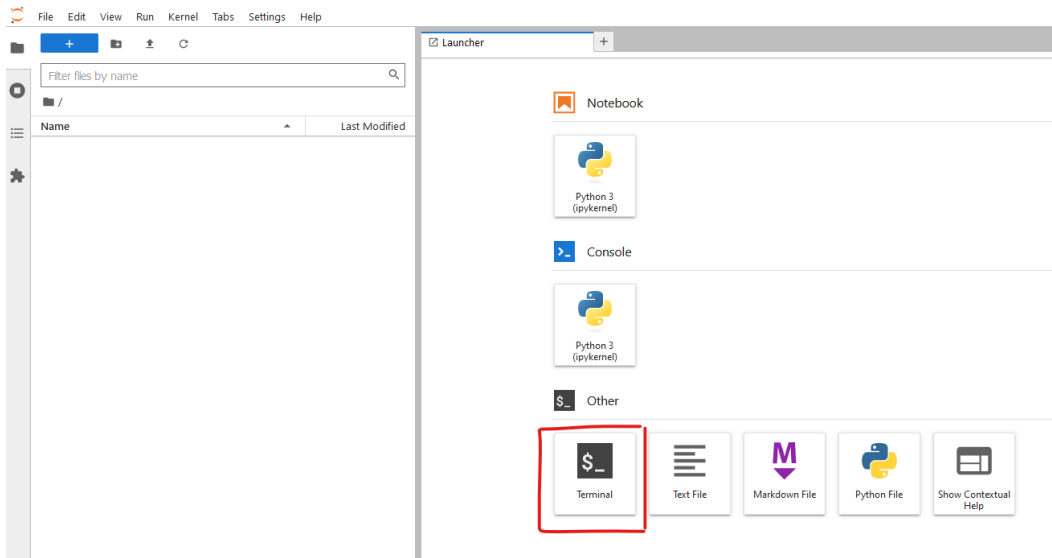 File Edit View Run Kernel Tabs Settings Help
+
Filter files by name
/
Name Last Modified
Launcher +
Notebook
Python 3
(ipykernel)
>_ Console
Python 3
(ipykernel)
$_ Other
$_
Terminal
Text File
M
Markdown File
Python File
Show Contextual
Help